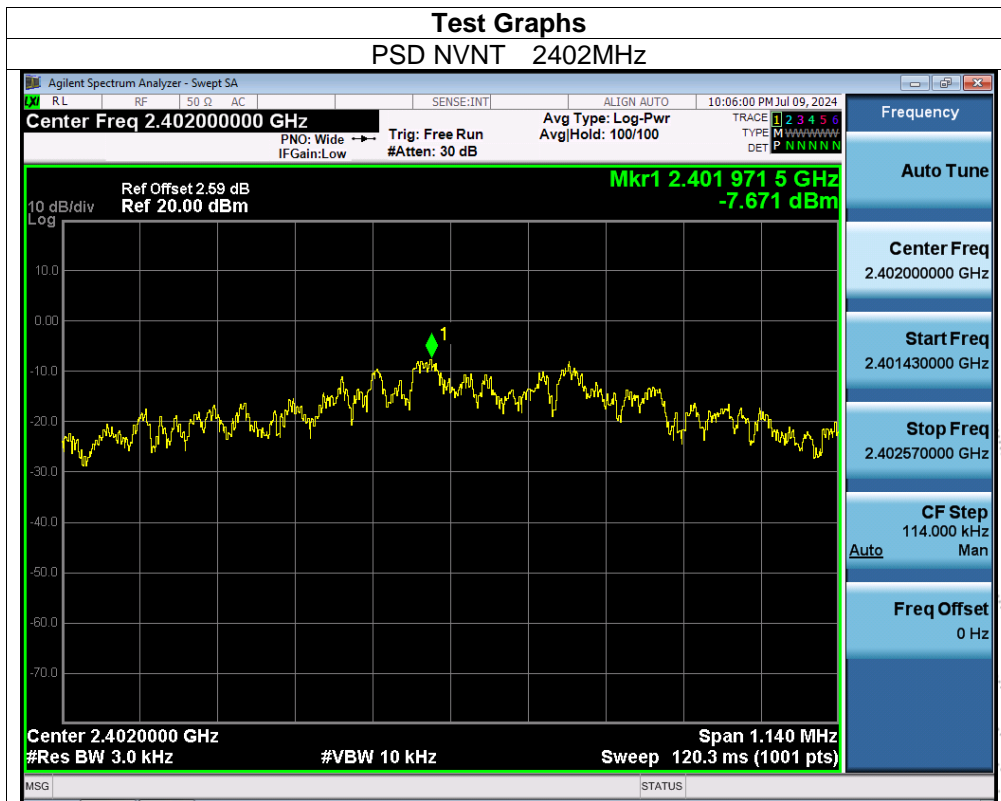 Test Graphs
PSD NVNT 2402MHz
Agilent Spectrum Analyzer - Swept SA
LXI RL RF 50 Ω AC SENSE:INT ALIGN AUTO 10:06:00 PM Jul 09, 2024
Center Freq 2.402000000 GHz
PNO: Wide
IFGain:Low
Trig: Free Run
#Atten: 30 dB
Avg Type: Log-Pwr
Avg|Hold: 100/100
TRACE 1 2 3 4 5 6
TYPE M WWWWW
DET P N N N N N
Ref Offset 2.59 dB
10 dB/div Ref 20.00 dBm
Log
Mkr1 2.401 971 5 GHz
-7.671 dBm
1
10.0
0.00
-10.0
-20.0
-30.0
-40.0
-50.0
-60.0
-70.0
Center 2.4020000 GHz Span 1.140 MHz
#Res BW 3.0 kHz #VBW 10 kHz Sweep 120.3 ms (1001 pts)
MSG STATUS
Frequency
Auto Tune
Center Freq
2.402000000 GHz
Start Freq
2.401430000 GHz
Stop Freq
2.402570000 GHz
CF Step
114.000 kHz
Auto Man
Freq Offset
0 Hz